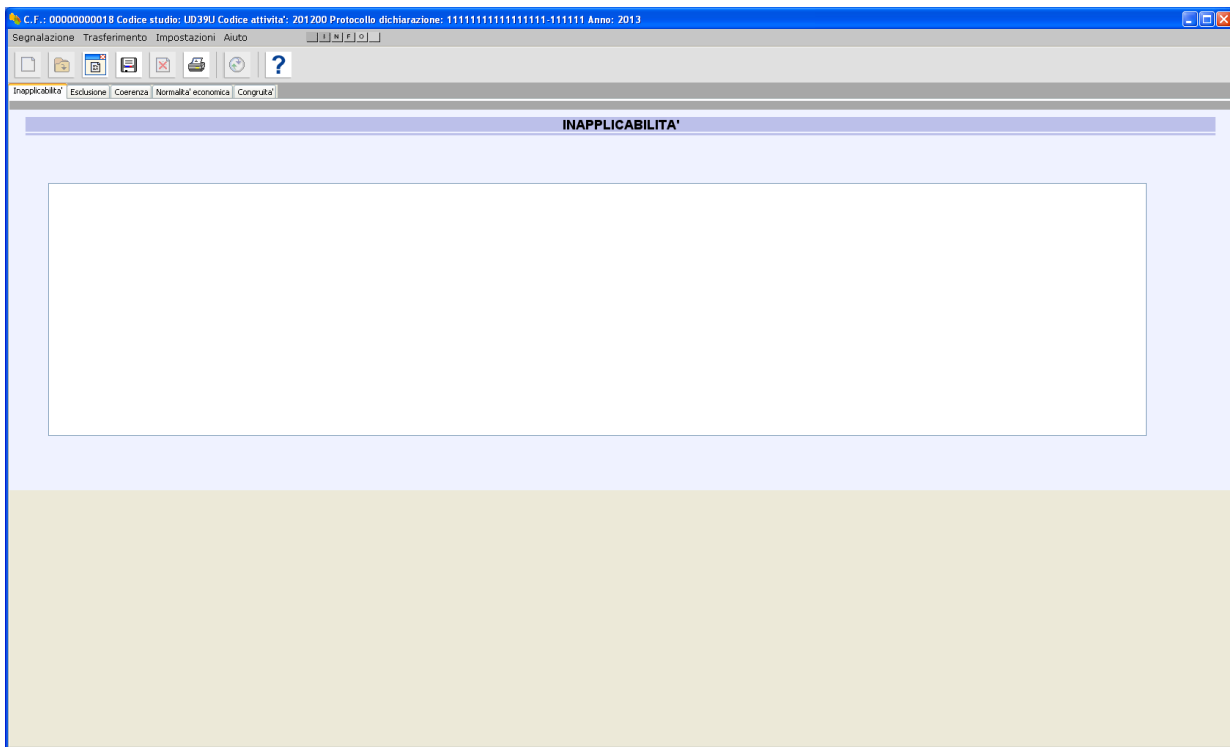 C.F.: 00000000018 Codice studio: UD39U Codice attivita': 201200 Protocollo dichiarazione: 11111111111111111-111111 Anno: 2013
Segnalazione Trasferimento Impostazioni Aiuto I N F O
?
Inapplicabilita' Esclusione Coerenza Normalita' economica Congruita'
INAPPLICABILITA'